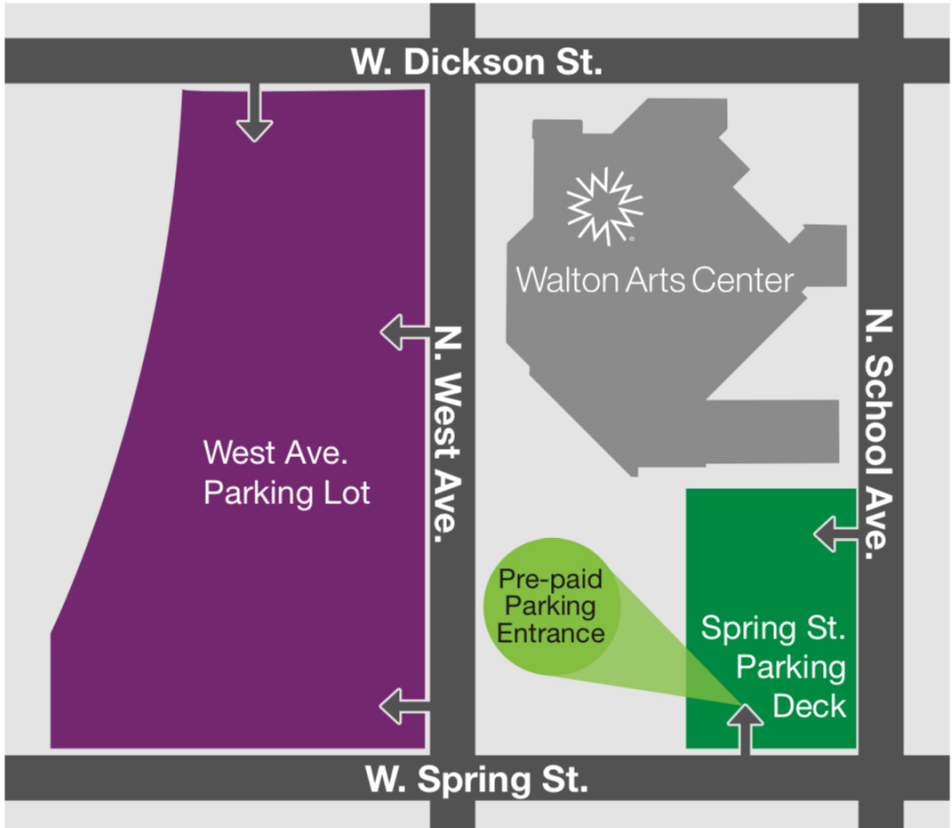 W. Dickson St.
Walton Arts Center
N. West Ave.
N. School Ave.
West Ave.
Parking Lot
Pre-paid
Parking
Entrance
Spring St.
Parking
Deck
W. Spring St.